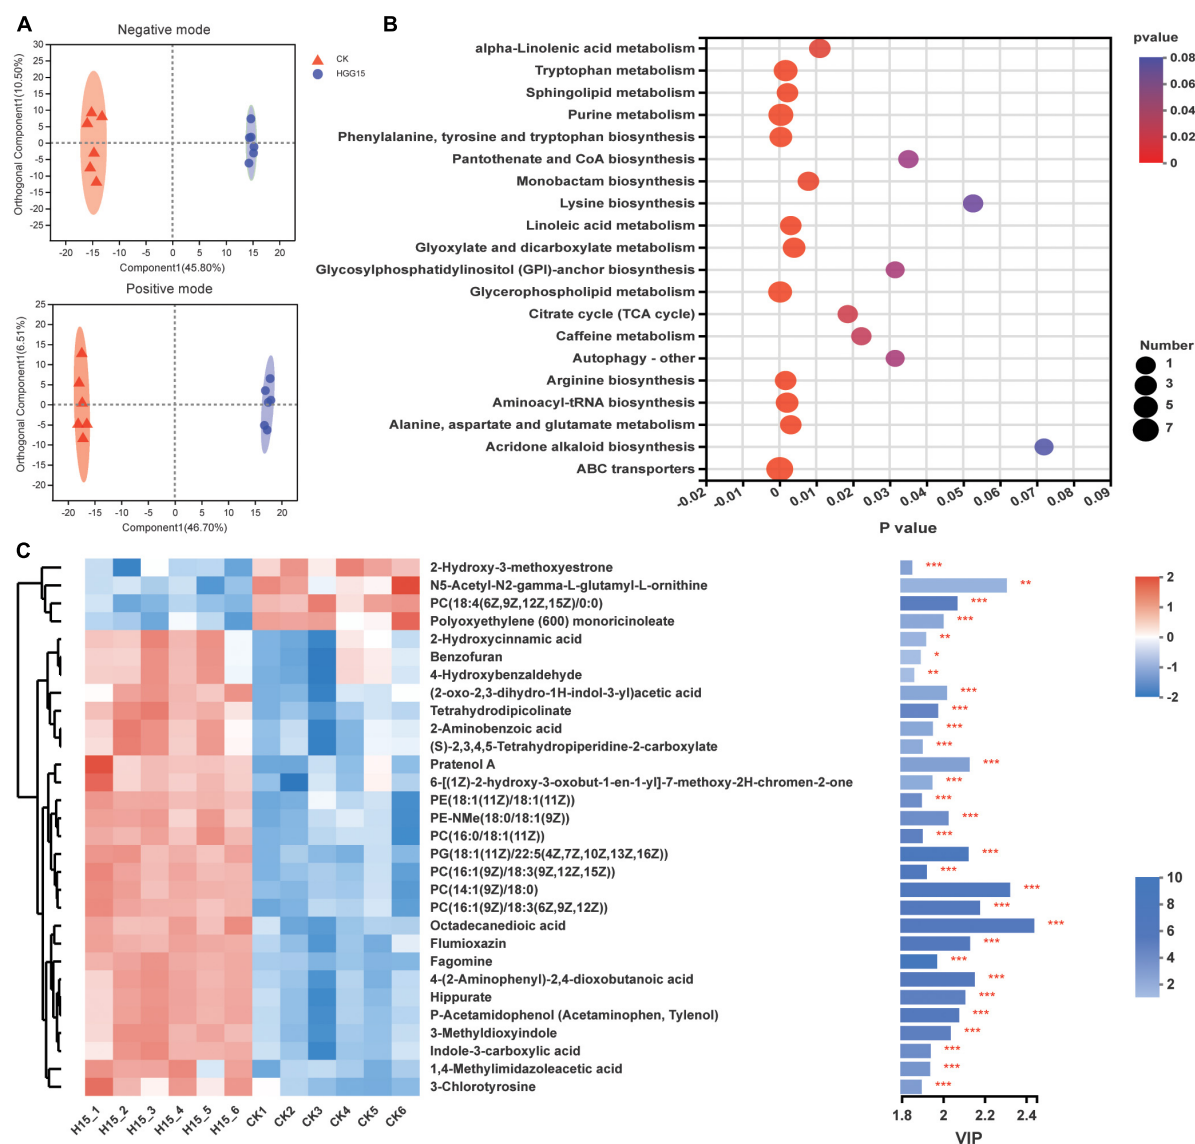 A
Negative mode
Orthogonal Component1(10.50%)
30
25
20
15
10
5
0
-5
-10
-15
-20
-25
-20
-15
-10
-5
0
5
10
15
20
Component1(45.80%)
CK
HGG15
Positive mode
Orthogonal Component1(6.51%)
25
20
15
10
5
0
-5
-10
-15
-20
-20
-15
-10
-5
0
5
10
15
20
Component1(46.70%)
B
alpha-Linolenic acid metabolism
Tryptophan metabolism
Sphingolipid metabolism
Purine metabolism
Phenylalanine, tyrosine and tryptophan biosynthesis
Pantothenate and CoA biosynthesis
Monobactam biosynthesis
Lysine biosynthesis
Linoleic acid metabolism
Glyoxylate and dicarboxylate metabolism
Glycosylphosphatidylinositol (GPI)-anchor biosynthesis
Glycerophospholipid metabolism
Citrate cycle (TCA cycle)
Caffeine metabolism
Autophagy - other
Arginine biosynthesis
Aminoacyl-tRNA biosynthesis
Alanine, aspartate and glutamate metabolism
Acridone alkaloid biosynthesis
ABC transporters
-0.02
-0.01
0
0.01
0.02
0.03
0.04
0.05
0.06
0.07
0.08
0.09
P value
pvalue
0.08
0.06
0.04
0.02
0
Number
1
3
5
7
C
2-Hydroxy-3-methoxyestrone ***
N5-Acetyl-N2-gamma-L-glutamyl-L-ornithine **
PC(18:4(6Z,9Z,12Z,15Z)/0:0) ***
Polyoxyethylene (600) monoricinoleate ***
2-Hydroxycinnamic acid **
Benzofuran *
4-Hydroxybenzaldehyde **
(2-oxo-2,3-dihydro-1H-indol-3-yl)acetic acid ***
Tetrahydrodipicolinate ***
2-Aminobenzoic acid ***
(S)-2,3,4,5-Tetrahydropiperidine-2-carboxylate ***
Pratenol A ***
6-[(1Z)-2-hydroxy-3-oxobut-1-en-1-yl]-7-methoxy-2H-chromen-2-one ***
PE(18:1(11Z)/18:1(11Z)) ***
PE-NMe(18:0/18:1(9Z)) ***
PC(16:0/18:1(11Z)) ***
PG(18:1(11Z)/22:5(4Z,7Z,10Z,13Z,16Z)) ***
PC(16:1(9Z)/18:3(9Z,12Z,15Z)) ***
PC(14:1(9Z)/18:0) ***
PC(16:1(9Z)/18:3(6Z,9Z,12Z)) ***
Octadecanedioic acid ***
Flumioxazin ***
Fagomine ***
4-(2-Aminophenyl)-2,4-dioxobutanoic acid ***
Hippurate ***
P-Acetamidophenol (Acetaminophen, Tylenol) ***
3-Methyldioxyindole ***
Indole-3-carboxylic acid ***
1,4-Methylimidazoleacetic acid ***
3-Chlorotyrosine ***
H15_1
H15_2
H15_3
H15_4
H15_5
H15_6
CK1
CK2
CK3
CK4
CK5
CK6
1.8
2
2.2
2.4
VIP
2
1
0
-1
-2
10
8
6
4
2